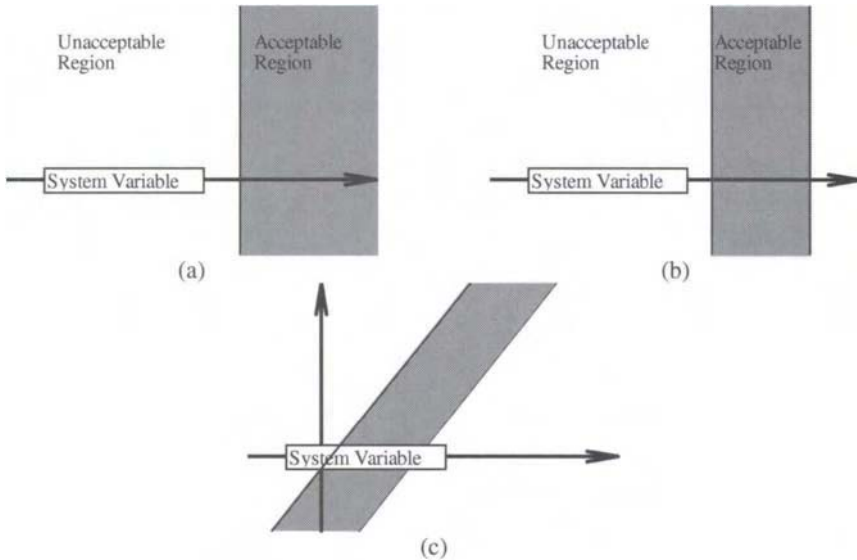 Unacceptable
Region
Acceptable
Region
System Variable
(a)
Unacceptable
Region
Acceptable
Region
System Variable
(b)
System Variable
(c)